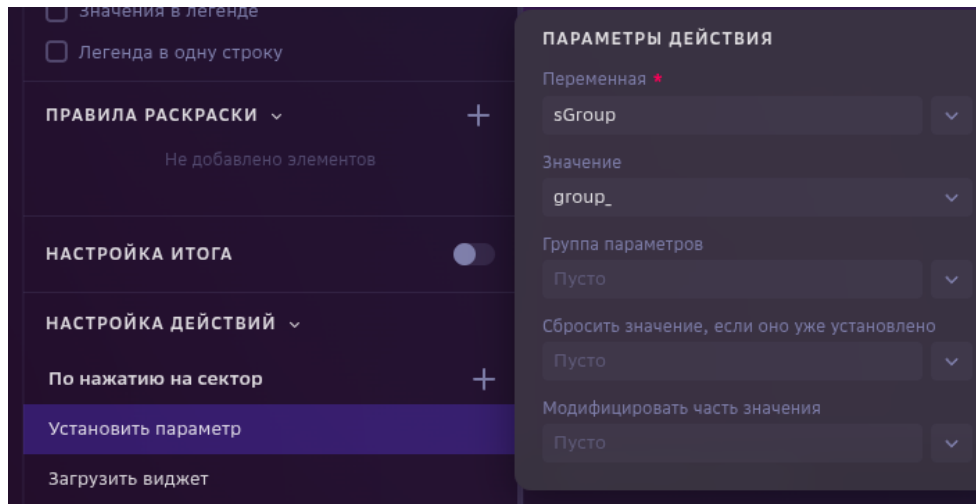 Значения в легенде
Легенда в одну строку
ПРАВИЛА РАСКРАСКИ
Не добавлено элементов
НАСТРОЙКА ИТОГА
НАСТРОЙКА ДЕЙСТВИЙ
По нажатию на сектор
Установить параметр
Загрузить виджет
ПАРАМЕТРЫ ДЕЙСТВИЯ
Переменная *
sGroup
Значение
group_
Группа параметров
Пусто
Сбросить значение, если оно уже установлено
Пусто
Модифицировать часть значения
Пусто